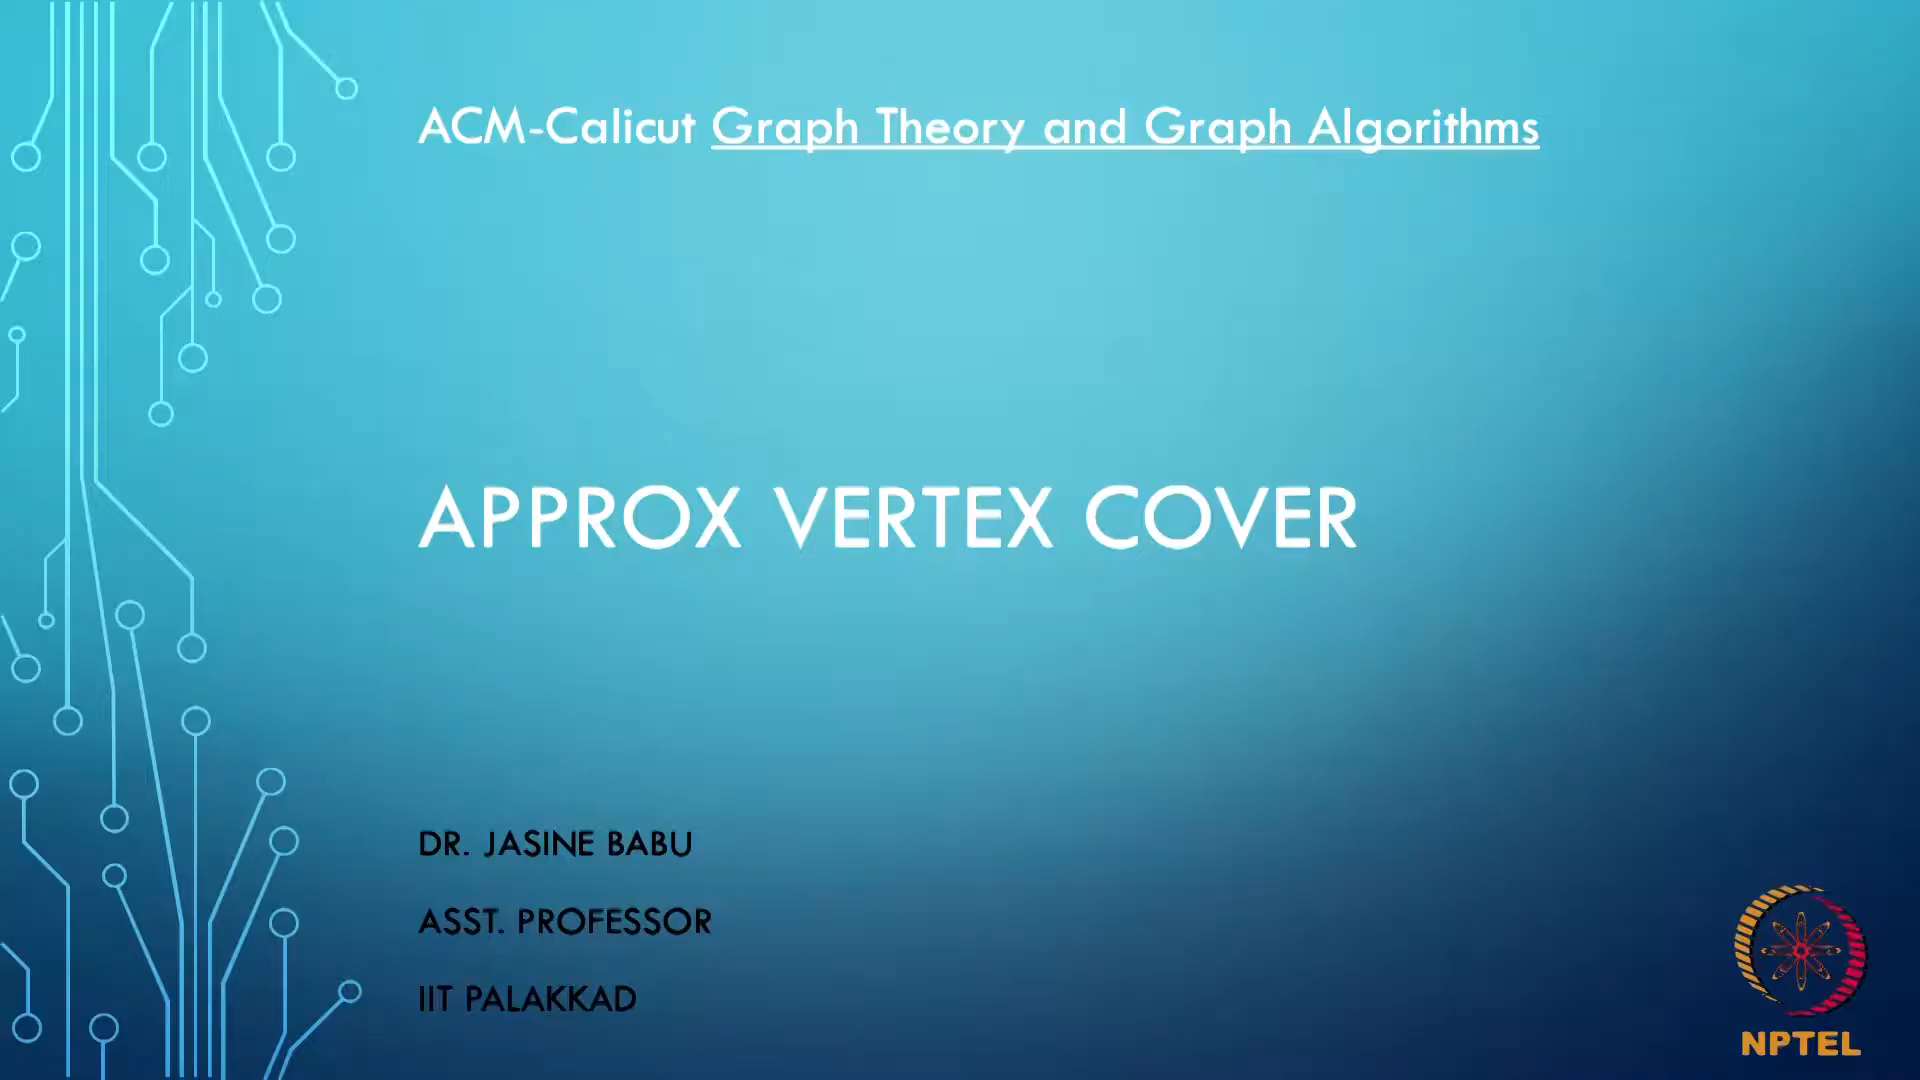 ACM-Calicut Graph Theory and Graph Algorithms
APPROX VERTEX COVER
DR. JASINE BABU
ASST. PROFESSOR
IIT PALAKKAD
NPTEL